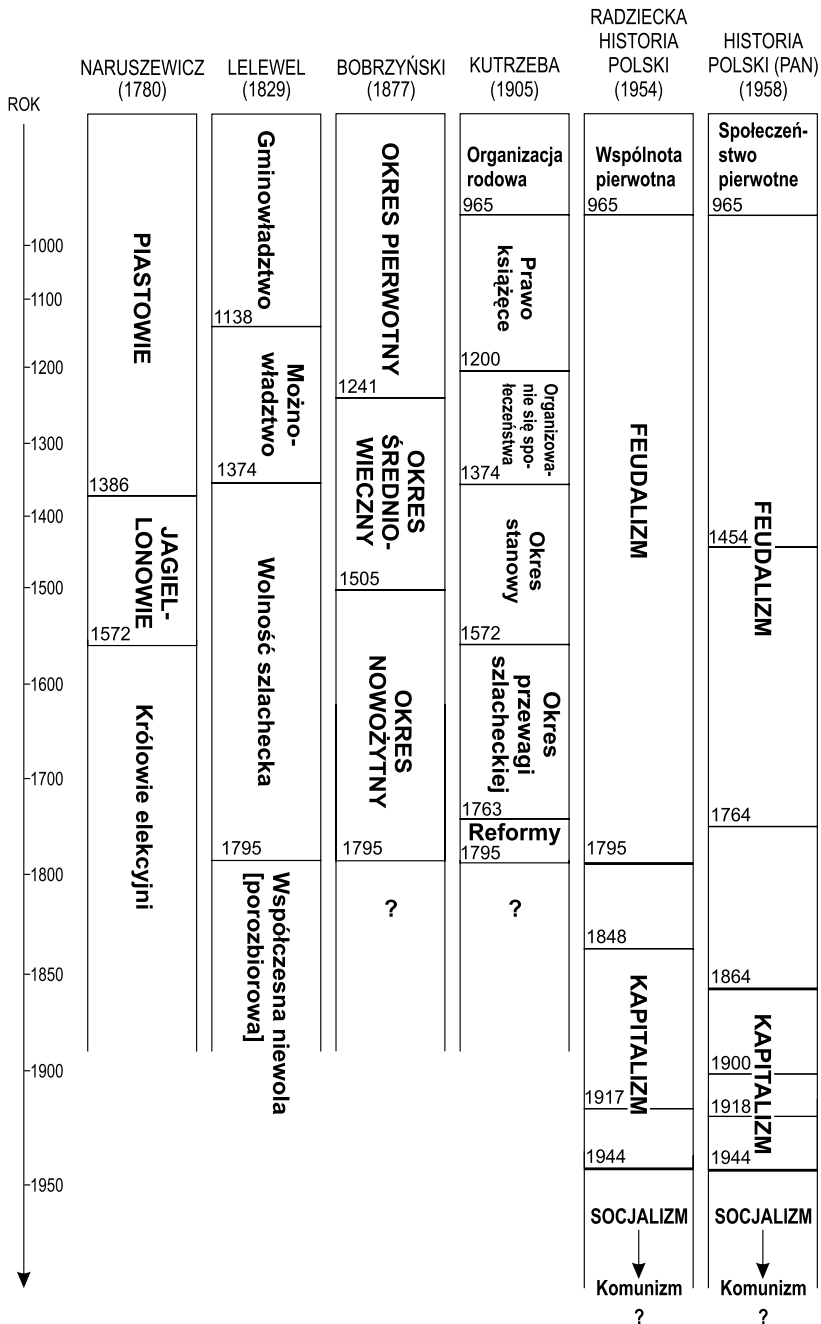 ROK
1000
1100
1200
1300
1400
1500
1600
1700
1800
1850
1900
1950
NARUSZEWICZ
(1780)
PIASTOWIE
1386
JAGIEL-
LONOWIE
1572
Królowie elekcyjni
LELEWEL
(1829)
Gminowładztwo
1138
Możno-
władztwo
1374
Wolność szlachecka
1795
Współczesna niewola
[porozbiorowa]
BOBRZYŃSKI
(1877)
OKRES PIERWOTNY
1241
OKRES
ŚREDNIO-
WIECZNY
1505
OKRES
NOWOŻYTNY
1795
?
KUTRZEBA
(1905)
Organizacja
rodowa
965
Prawo
książęce
1200
Organizowa-
nie się spo-
łeczeństwa
1374
Okres
stanowy
1572
Okres
przewagi
szlacheckiej
1763
Reformy
1795
?
RADZIECKA
HISTORIA
POLSKI
(1954)
Wspólnota
pierwotna
965
FEUDALIZM
1795
1848
KAPITALIZM
1917
1944
SOCJALIZM
Komunizm
?
HISTORIA
POLSKI (PAN)
(1958)
Społeczeń-
stwo
pierwotne
965
1454
FEUDALIZM
1764
1864
KAPITALIZM
1900
1918
1944
SOCJALIZM
Komunizm
?